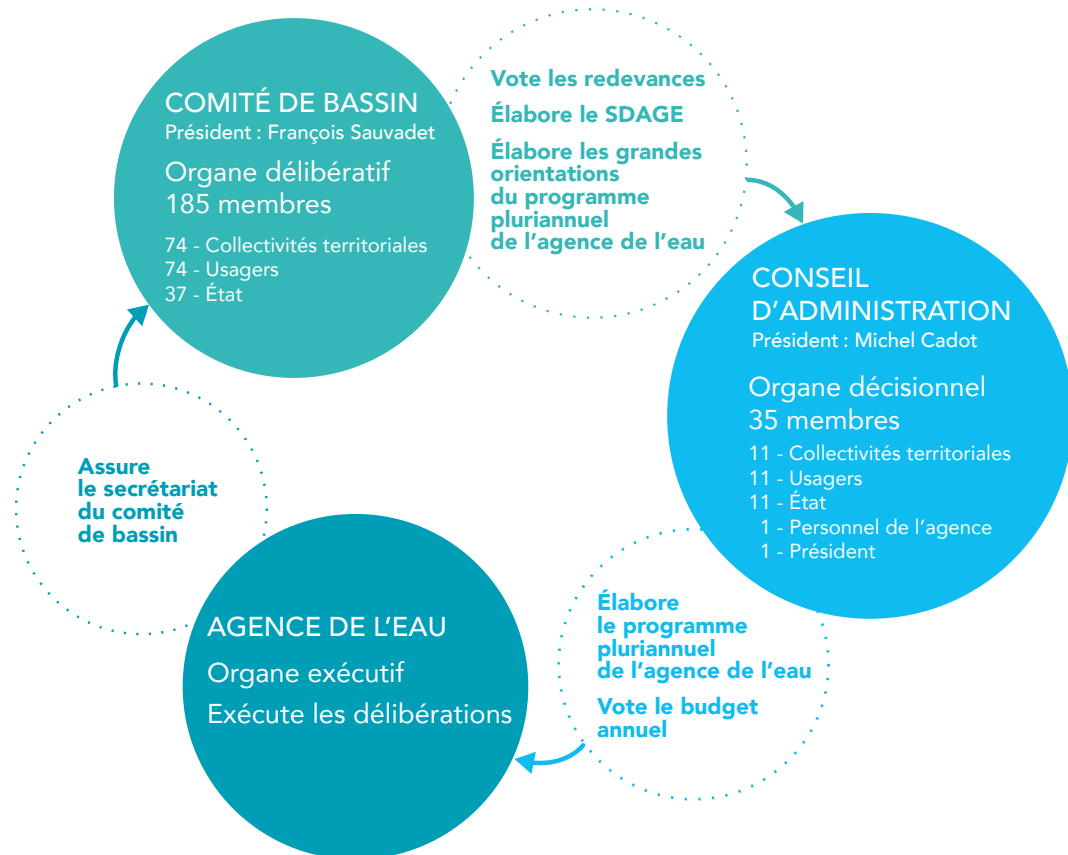 COMITÉ DE BASSIN
Président : François Sauvadet
Organe délibératif
185 membres
74 - Collectivités territoriales
74 - Usagers
37 - État
Vote les redevances
Élabore le SDAGE
Élabore les grandes
orientations
du programme
pluriannuel
de l’agence de l’eau
CONSEIL
D’ADMINISTRATION
Président : Michel Cadot
Organe décisionnel
35 membres
11 - Collectivités territoriales
11 - Usagers
11 - État
1 - Personnel de l’agence
1 - Président
Élabore
le programme
pluriannuel
de l’agence de l’eau
Vote le budget
annuel
AGENCE DE L’EAU
Organe exécutif
Exécute les délibérations
Assure
le secrétariat
du comité
de bassin